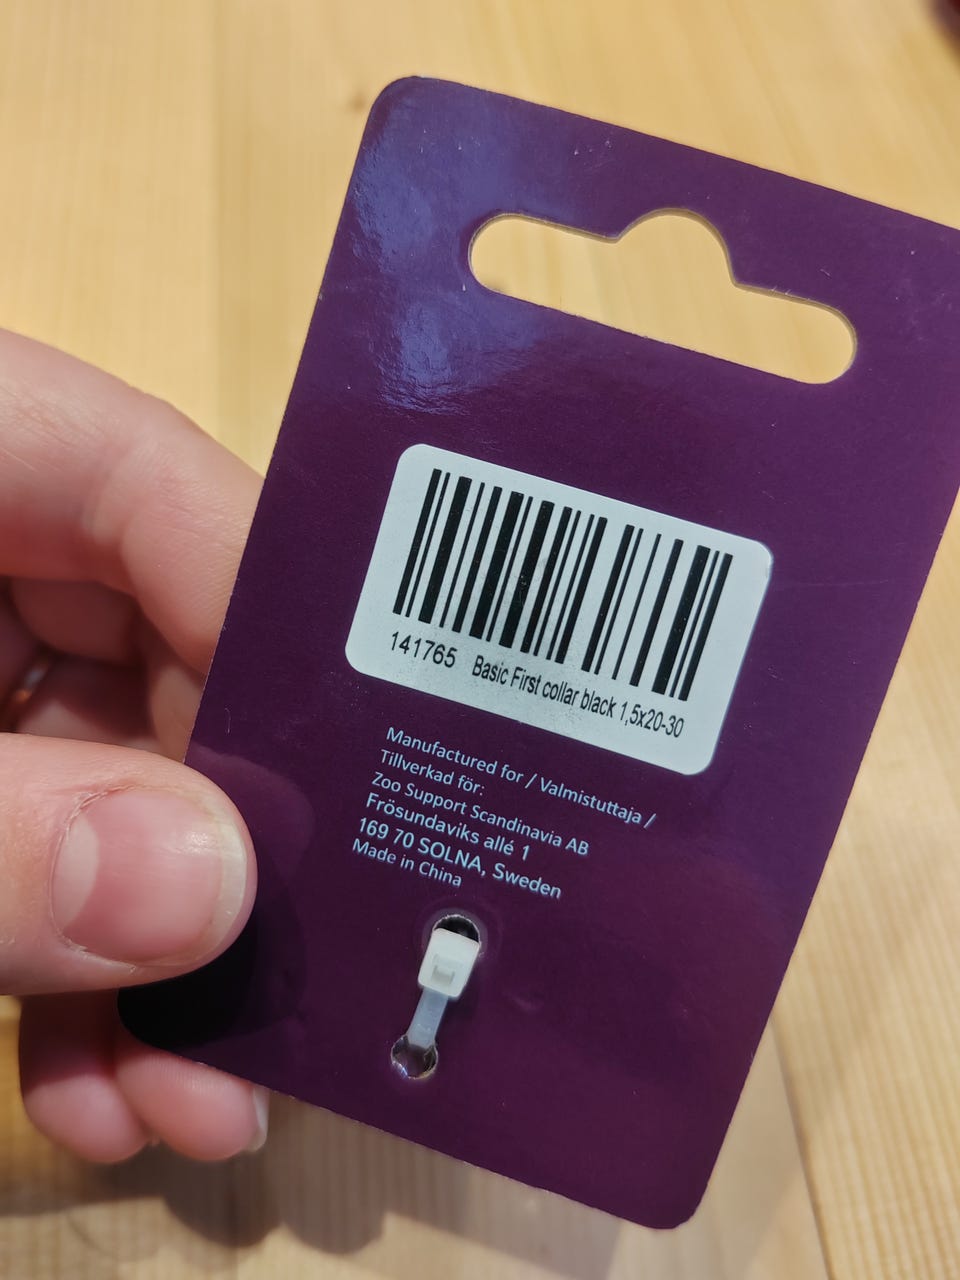 141765 Basic First collar black 1,5x20-30
Manufactured for / Valmistuttaja /
Tillverkad för:
Zoo Support Scandinavia AB
Frösundaviks allé 1
169 70 SOLNA, Sweden
Made in China